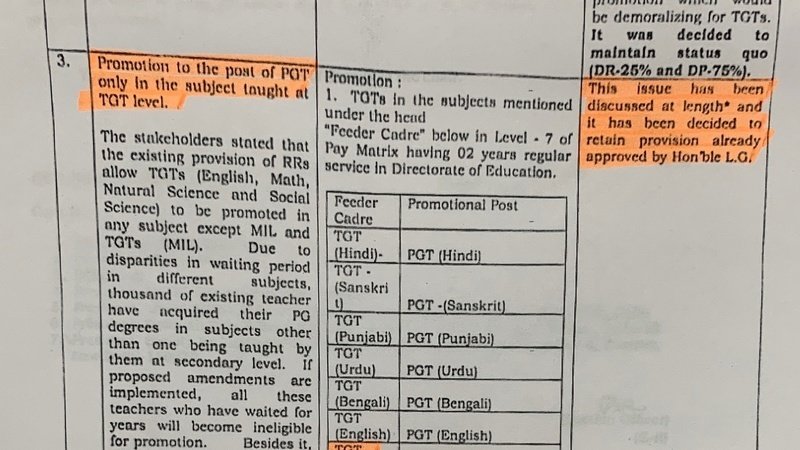 be demoralizing for TGTs.
It was decided to
maintain status quo
(DR-25% and DP-75%).
3.
Promotion to the post of PGT
only in the subject taught at
TGT level.
The stakeholders stated that
the existing provision of RRs
allow TGTs (English, Math,
Natural Science and Social
Science) to be promoted in
any subject except MIL and
TGTs (MIL). Due to
disparities in waiting period
in different subjects,
thousand of existing teacher
have acquired their PG
degrees in subjects other
than one being taught by
them at secondary level. If
proposed amendments are
implemented, all these
teachers who have waited for
years will become ineligible
for promotion. Besides it,
Promotion :
1. TGTs in the subjects mentioned
under the head
"Feeder Cadre" below in Level - 7 of
Pay Matrix having 02 years regular
service in Directorate of Education.
Feeder
Cadre
Promotional Post
TGT
(Hindi)-
PGT (Hindi)
TGT -
(Sanskri
t)
PGT -(Sanskrit)
TGT
(Punjabi)
PGT (Punjabi)
TGT
(Urdu)
PGT (Urdu)
TGT
(Bengali)
PGT (Bengali)
TGT
(English)
PGT (English)
TGT
This issue has been
discussed at length* and
it has been decided to
retain provision already
approved by Hon'ble L.G.